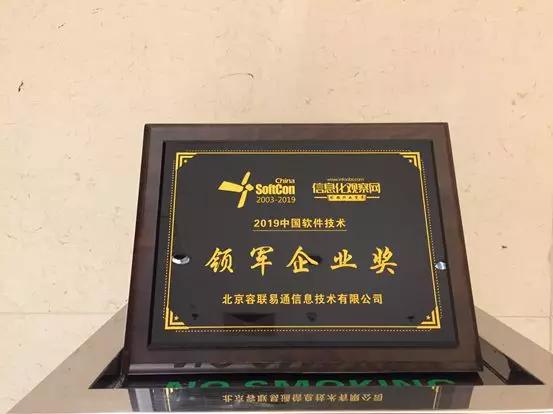 China
SoftCon
2003-2019
www.infoobs.com
信息化观察网
2019中国软件技术
领军企业奖
北京容联易通信息技术有限公司
NO SMOKING